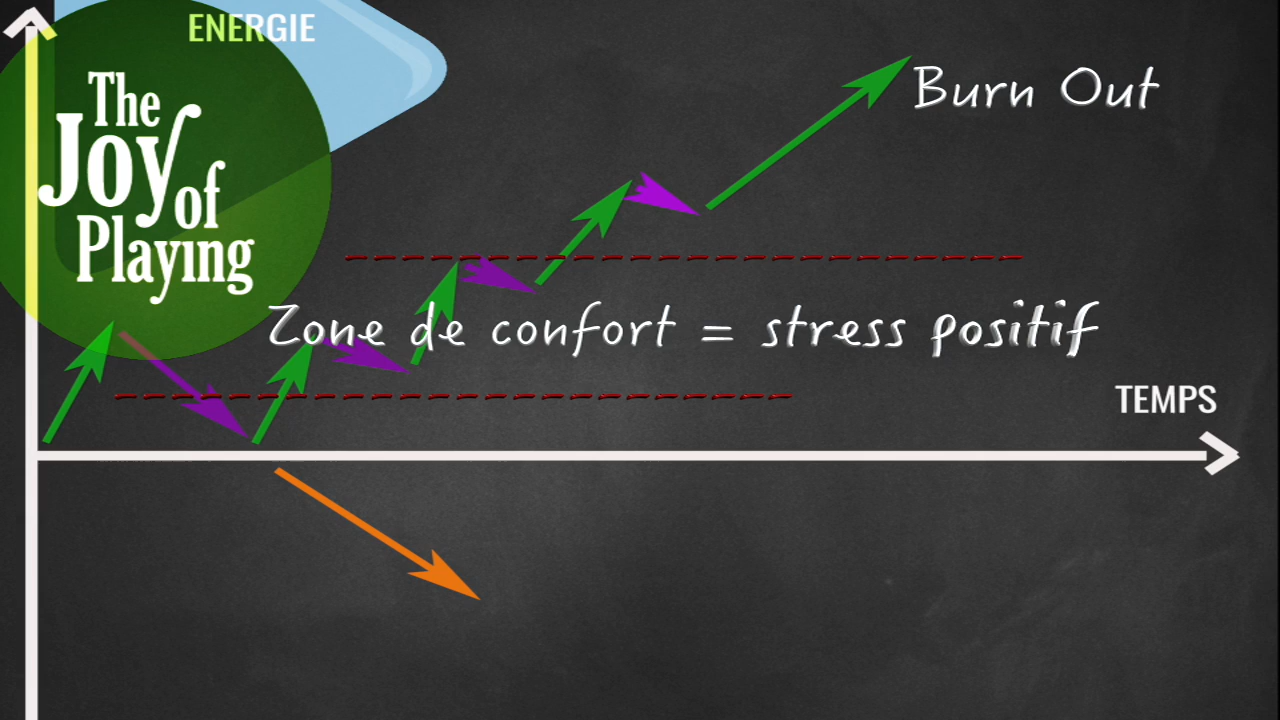 ENERGIE
The
Joy
of
Playing
Burn Out
Zone de confort = stress positif
TEMPS